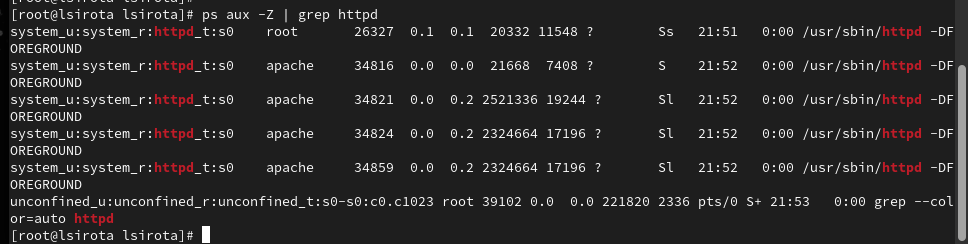 [root@lsirota lsirota]#
[root@lsirota lsirota]# ps aux -Z | grep httpd
system_u:system_r:httpd_t:s0    root       26327  0.1  0.1  20332 11548 ?        Ss   21:51   0:00 /usr/sbin/httpd -DF
OREGROUND
system_u:system_r:httpd_t:s0    apache     34816  0.0  0.0  21668  7408 ?        S    21:52   0:00 /usr/sbin/httpd -DF
OREGROUND
system_u:system_r:httpd_t:s0    apache     34821  0.0  0.2 2521336 19244 ?       Sl   21:52   0:00 /usr/sbin/httpd -DF
OREGROUND
system_u:system_r:httpd_t:s0    apache     34824  0.0  0.2 2324664 17196 ?       Sl   21:52   0:00 /usr/sbin/httpd -DF
OREGROUND
system_u:system_r:httpd_t:s0    apache     34859  0.0  0.2 2324664 17196 ?       Sl   21:52   0:00 /usr/sbin/httpd -DF
OREGROUND
unconfined_u:unconfined_r:unconfined_t:s0-s0:c0.c1023 root 39102 0.0  0.0 221820 2336 pts/0 S+ 21:53   0:00 grep --col
or=auto httpd
[root@lsirota lsirota]#